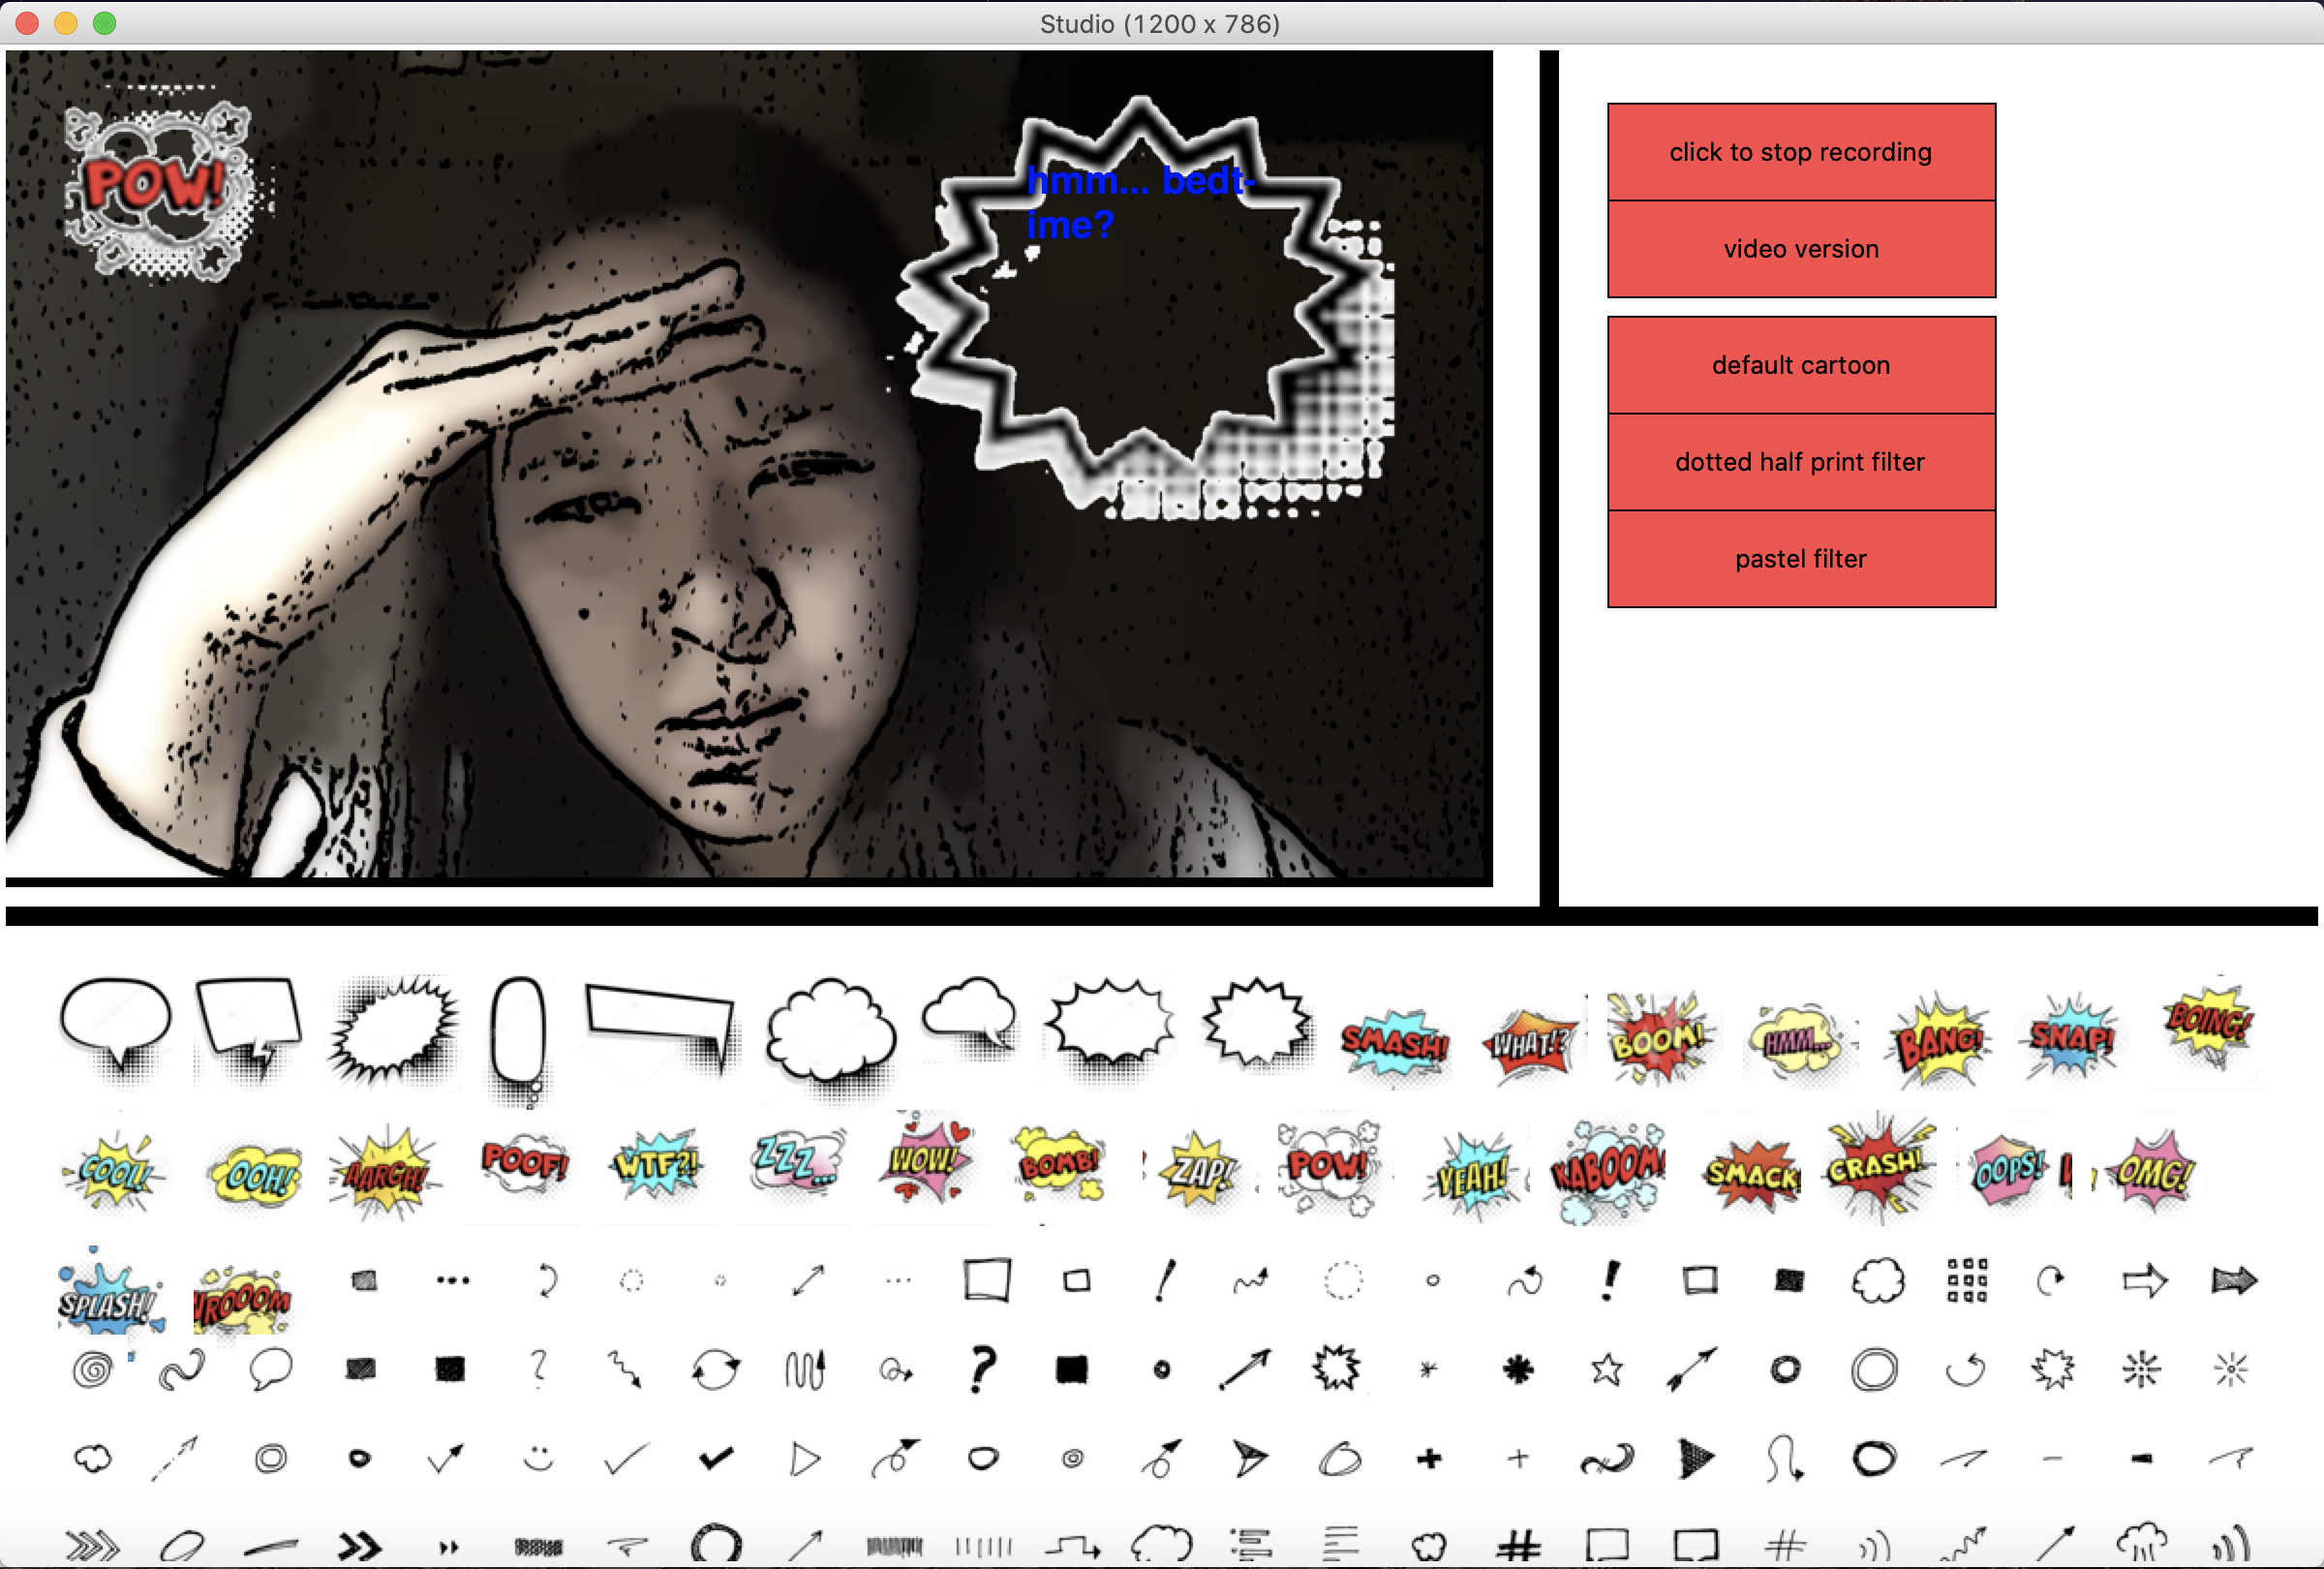 Studio (1200 x 786)
POW!
hmm... bedt-
ime?
click to stop recording
video version
default cartoon
dotted half print filter
pastel filter
SMASH!
WHAT!?
BOOM!
HMM...
BANG!
SNAP!
BOING!
COOL!
OOH!
AARGH!
POOF!
WTF?!
ZZZ...
WOW!
BOMB!
ZAP!
POW!
YEAH!
KABOOM!
SMACK
CRASH!
OOPS!
OMG!
SPLASH!
VROOOM